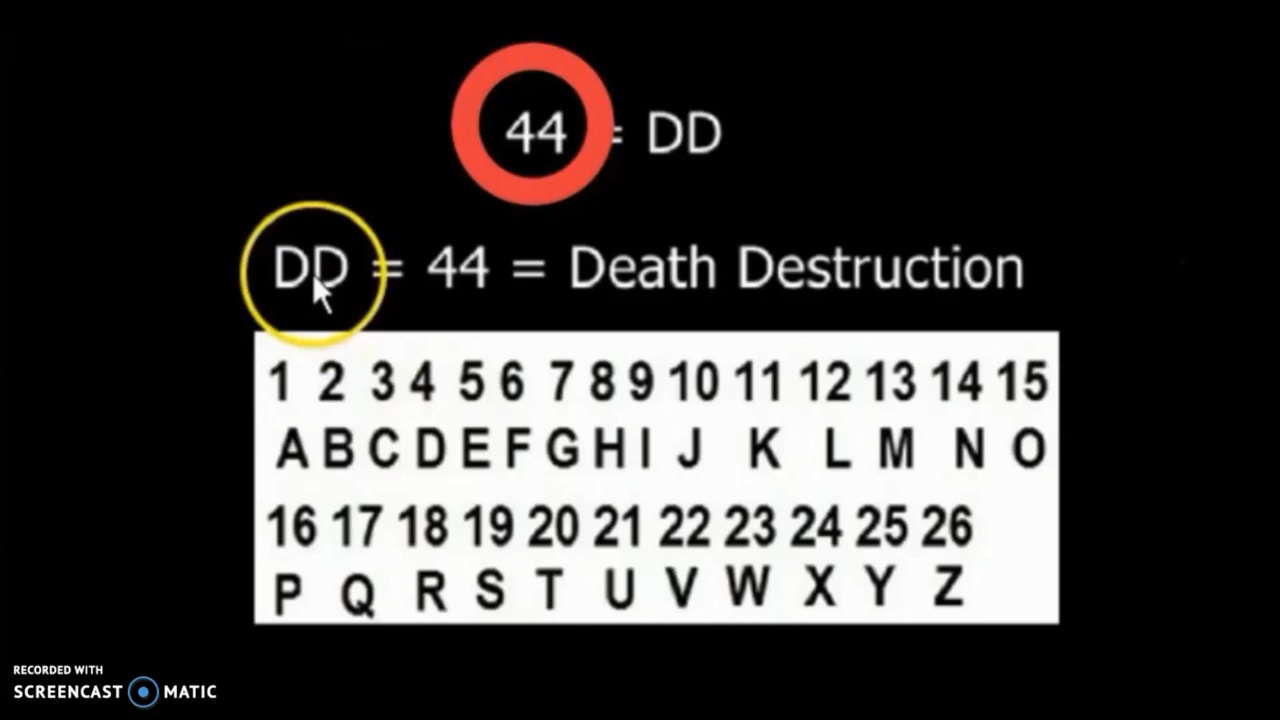 44 = DD
DD = 44 = Death Destruction
1 2 3 4 5 6 7 8 9 10 11 12 13 14 15
A B C D E F G H I J K L M N O
16 17 18 19 20 21 22 23 24 25 26
P Q R S T U V W X Y Z
RECORDED WITH
SCREENCAST MATIC